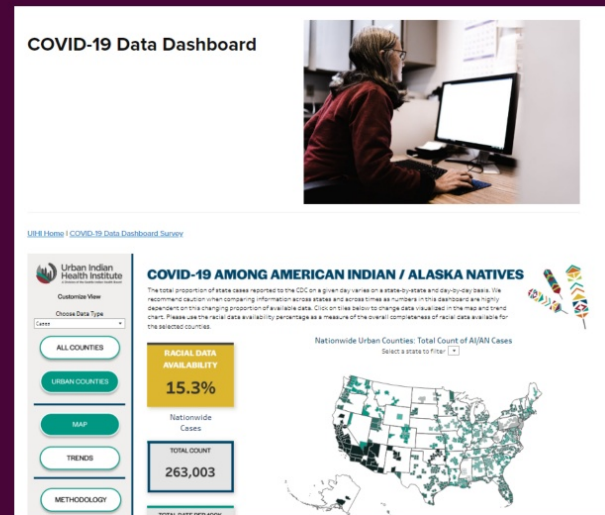 COVID-19 Data Dashboard
UIHI Home | COVID-19 Data Dashboard Survey
Urban Indian
Health Institute
Customize View
Choose Data Type
Cases
ALL COUNTIES
URBAN COUNTIES
MAP
TRENDS
METHODOLOGY
COVID-19 AMONG AMERICAN INDIAN / ALASKA NATIVES
The total proportion of state cases reported to the CDC on a given day varies on a state-by-state and day-by-day basis. We
recommend caution when comparing information across states and across times as numbers in this dashboard are highly
dependent on this changing proportion of available data. Click on tiles below to change data visualized in the map and trend
chart. Please use the racial data availability percentage as a measure of the overall completeness of racial data available for
the selected counties.
RACIAL DATA
AVAILABILITY
15.3%
Nationwide
Cases
TOTAL COUNT
263,003
Nationwide Urban Counties: Total Count of AI/AN Cases
Select a state to filter